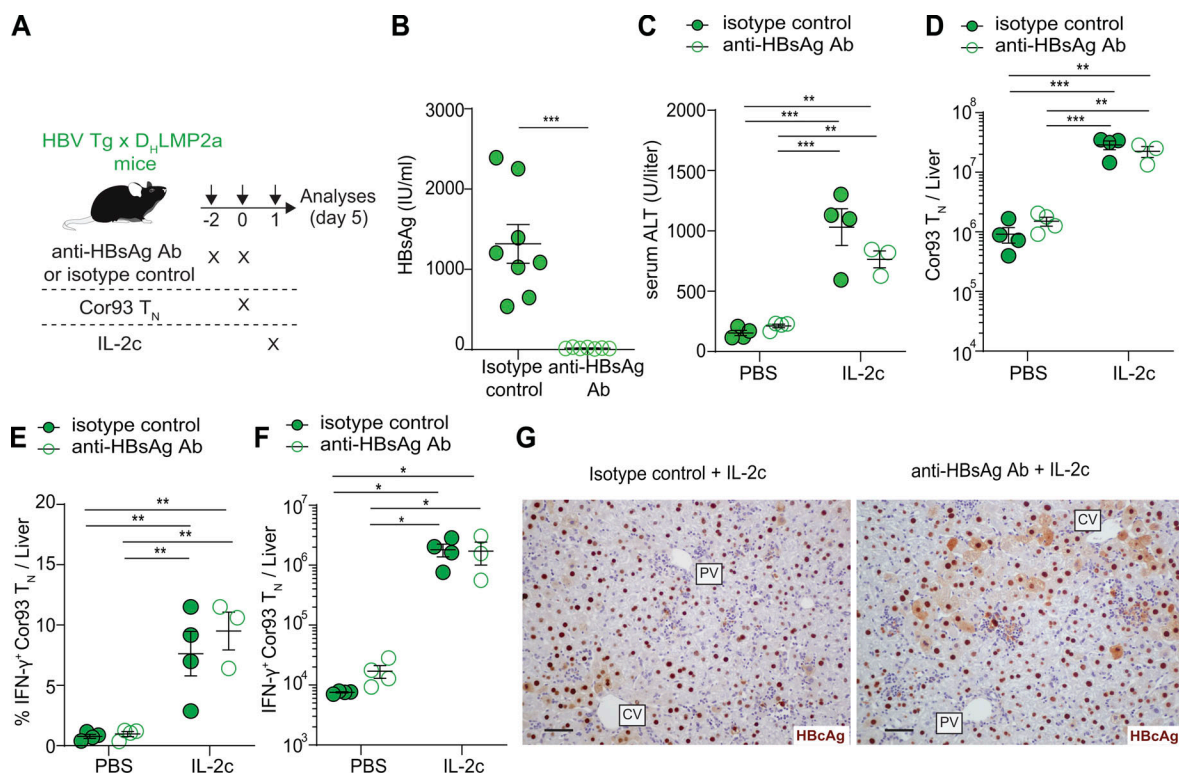 A
HBV Tg x DHLMP2a
mice
-2 0 1
Analyses
(day 5)
anti-HBsAg Ab
or isotype control
X X
Cor93 TN
X
IL-2c
X
B
HBsAg (IU/ml)
3000
2000
1000
0
***
Isotype
control
anti-HBsAg
Ab
C
isotype control
anti-HBsAg Ab
**
***
**
***
serum ALT (U/liter)
2000
1500
1000
500
0
PBS
IL-2c
D
isotype control
anti-HBsAg Ab
**
***
**
***
Cor93 TN / Liver
10⁸
10⁷
10⁶
10⁵
10⁴
PBS
IL-2c
E
isotype control
anti-HBsAg Ab
**
**
**
**
% IFN-γ⁺ Cor93 TN / Liver
20
15
10
5
0
PBS
IL-2c
F
isotype control
anti-HBsAg Ab
*
*
*
*
IFN-γ⁺ Cor93 TN / Liver
10⁷
10⁶
10⁵
10⁴
10³
PBS
IL-2c
G
Isotype control + IL-2c
PV
CV
HBcAg
anti-HBsAg Ab + IL-2c
CV
PV
HBcAg